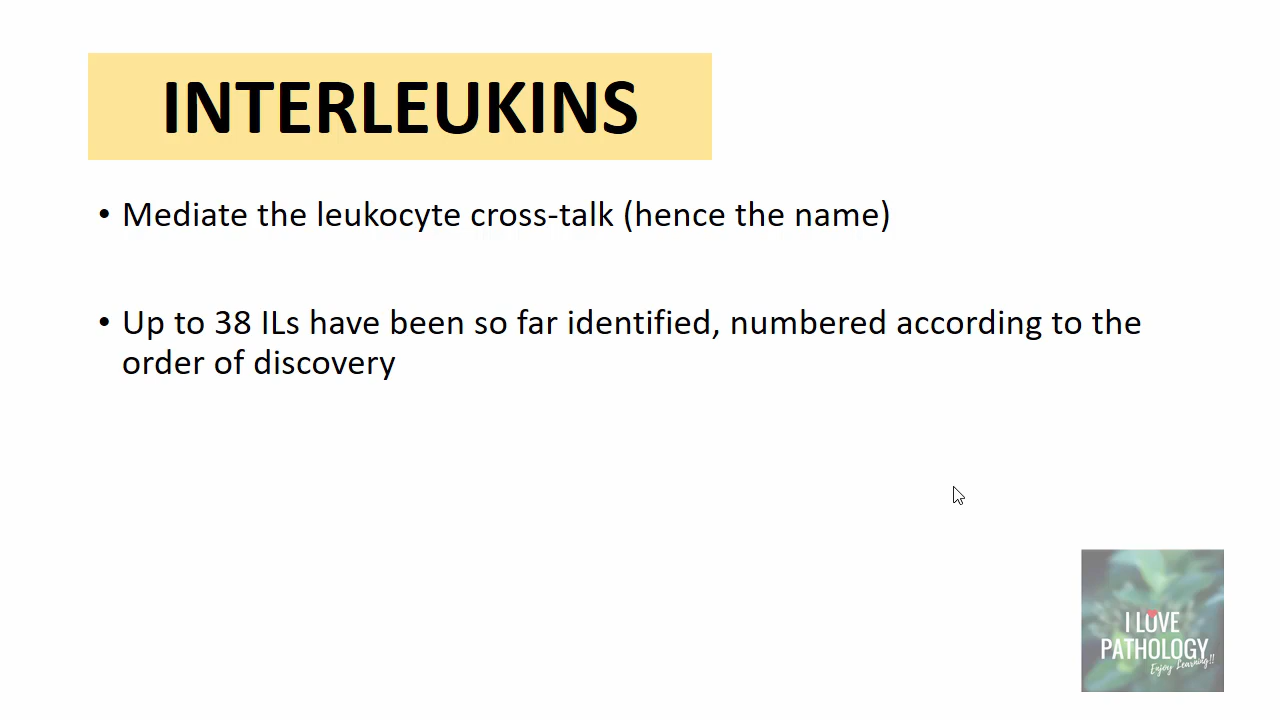 INTERLEUKINS
• Mediate the leukocyte cross-talk (hence the name)
• Up to 38 ILs have been so far identified, numbered according to the
order of discovery
I LOVE
PATHOLOGY
Enjoy Learning!!